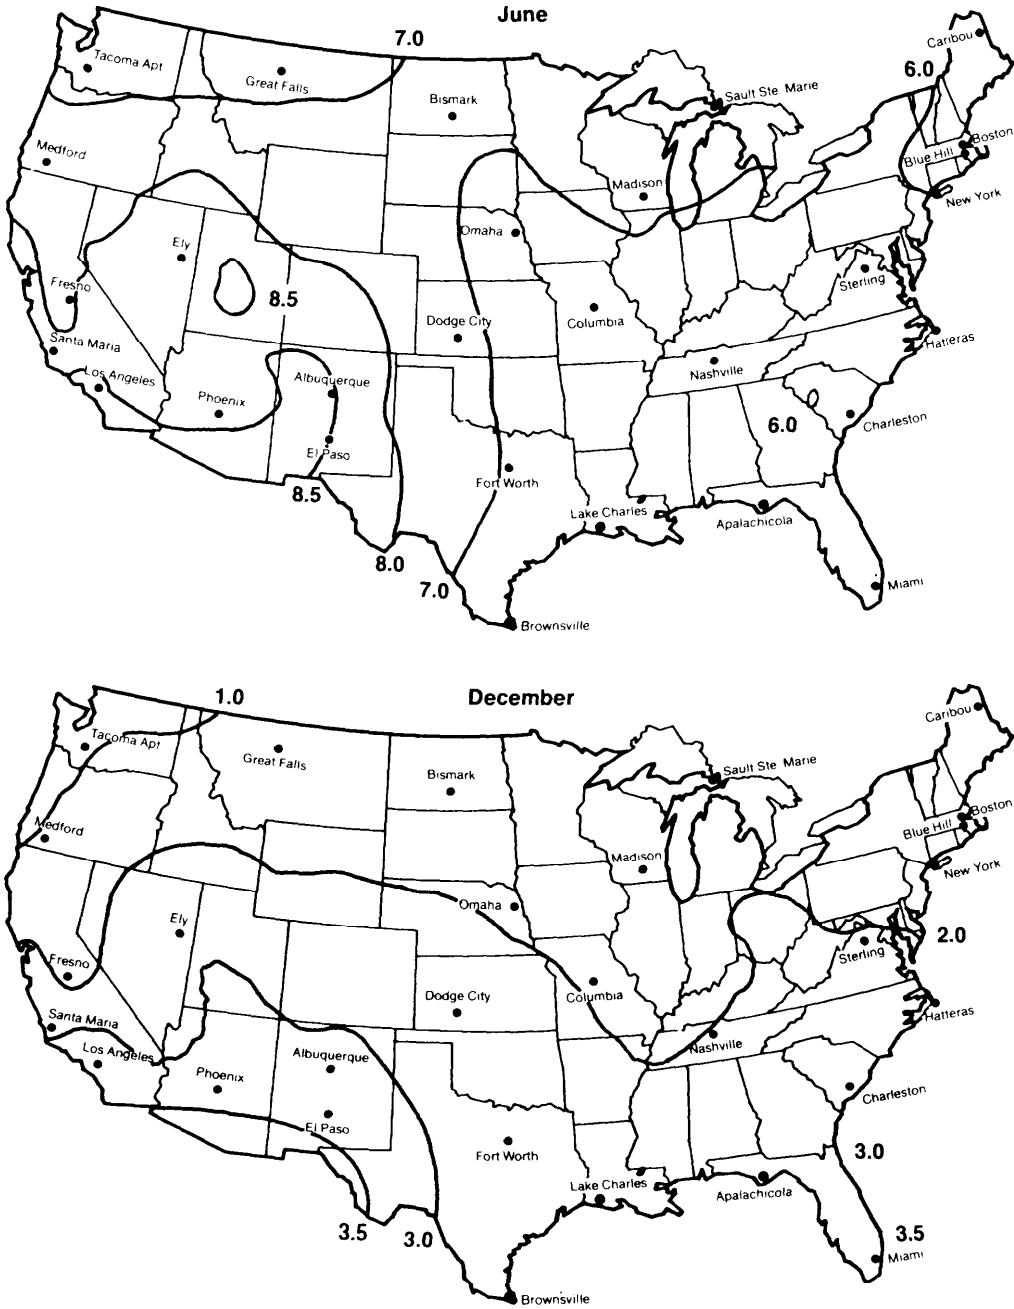 June
7.0
6.0
Caribou
Tacoma Apt
Great Falls
Sault Ste. Marie
Bismark
Boston
Medford
Blue Hill
Madison
New York
Omaha
Ely
Sterling
Fresno
8.5
Dodge City
Columbia
Hatteras
Santa Maria
Los Angeles
Albuquerque
Nashville
Phoenix
6.0
Charleston
El Paso
Fort Worth
8.5
Lake Charles
Apalachicola
8.0
7.0
Miami
Brownsville
December
1.0
Caribou
Tacoma Apt
Great Falls
Sault Ste. Marie
Bismark
Boston
Medford
Blue Hill
Madison
New York
Omaha
Ely
2.0
Sterling
Fresno
Dodge City
Columbia
Hatteras
Santa Maria
Los Angeles
Albuquerque
Nashville
Phoenix
Charleston
El Paso
Fort Worth
3.0
Lake Charles
Apalachicola
3.5
3.0
3.5
Miami
Brownsville